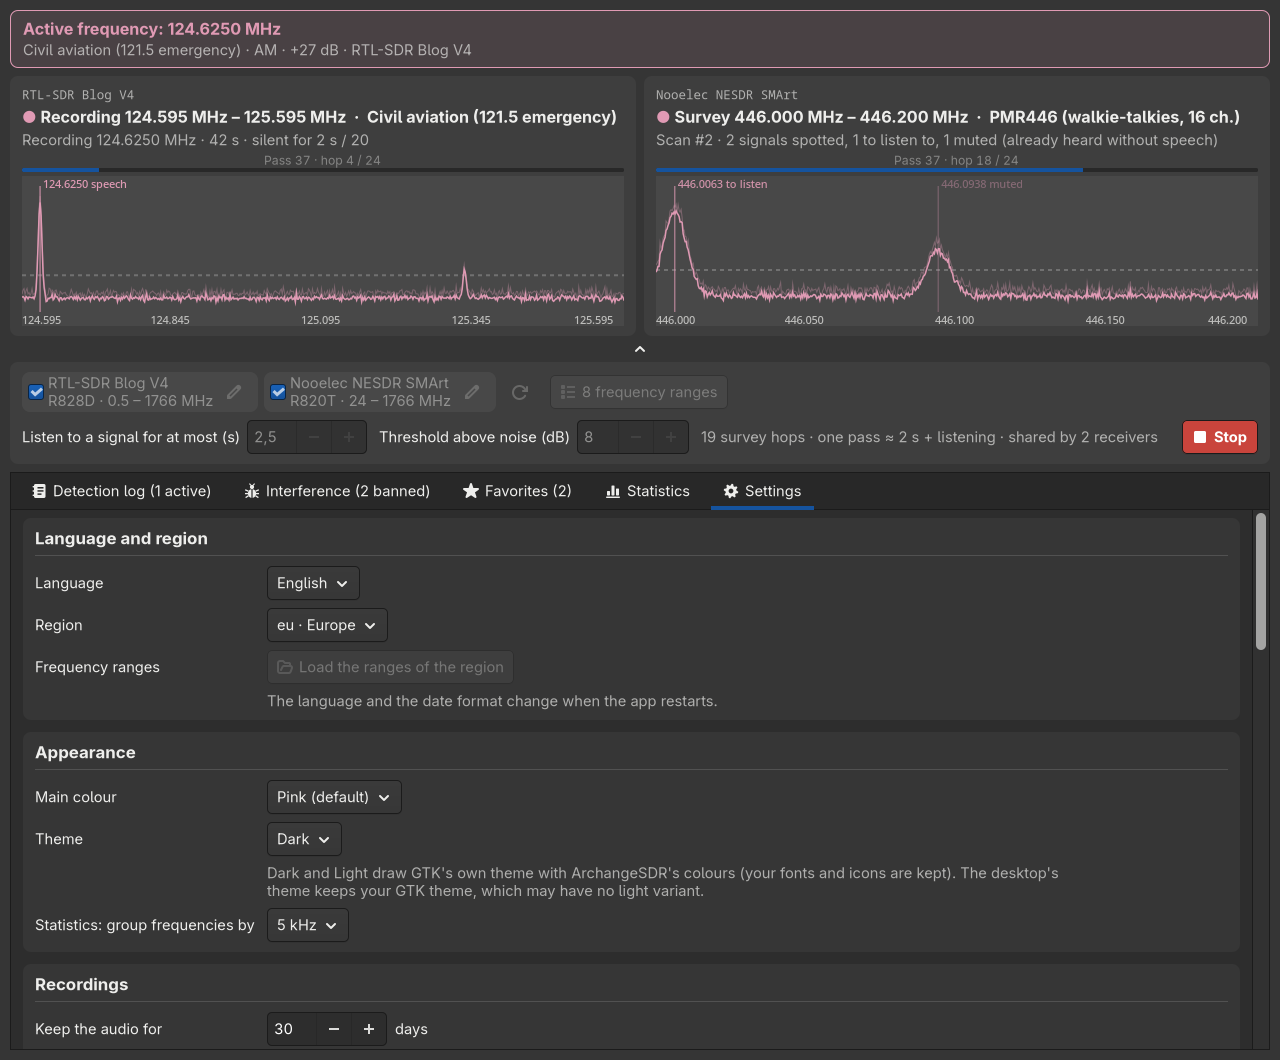 Active frequency: 124.6250 MHz
Civil aviation (121.5 emergency) · AM · +27 dB · RTL-SDR Blog V4
RTL-SDR Blog V4
Recording 124.595 MHz – 125.595 MHz · Civil aviation (121.5 emergency)
Recording 124.6250 MHz · 42 s · silent for 2 s / 20
Pass 37 · hop 4 / 24
124.6250 speech
124.595 124.845 125.095 125.345 125.595
Nooelec NESDR SMArt
Survey 446.000 MHz – 446.200 MHz · PMR446 (walkie-talkies, 16 ch.)
Scan #2 · 2 signals spotted, 1 to listen to, 1 muted (already heard without speech)
Pass 37 · hop 18 / 24
446.0063 to listen 446.0938 muted
446.000 446.050 446.100 446.150 446.200
RTL-SDR Blog V4
R828D · 0.5 – 1766 MHz
Nooelec NESDR SMArt
R820T · 24 – 1766 MHz
8 frequency ranges
Listen to a signal for at most (s) 2,5 − + Threshold above noise (dB) 8 − + 19 survey hops · one pass ≈ 2 s + listening · shared by 2 receivers Stop
Detection log (1 active) Interference (2 banned) Favorites (2) Statistics Settings
Language and region
Language English
Region eu · Europe
Frequency ranges Load the ranges of the region
The language and the date format change when the app restarts.
Appearance
Main colour Pink (default)
Theme Dark
Dark and Light draw GTK's own theme with ArchangeSDR's colours (your fonts and icons are kept). The desktop's
theme keeps your GTK theme, which may have no light variant.
Statistics: group frequencies by 5 kHz
Recordings
Keep the audio for 30 − + days